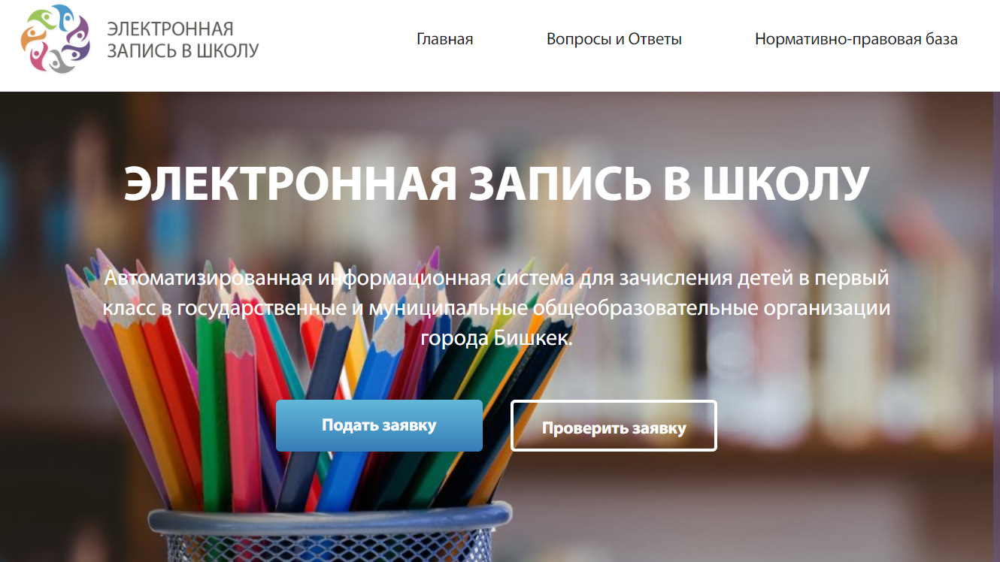 ЭЛЕКТРОННАЯ
ЗАПИСЬ В ШКОЛУ
Главная
Вопросы и Ответы
Нормативно-правовая база
ЭЛЕКТРОННАЯ ЗАПИСЬ В ШКОЛУ
Автоматизированная информационная система для зачисления детей в первый
класс в государственные и муниципальные общеобразовательные организации
города Бишкек.
Подать заявку
Проверить заявку